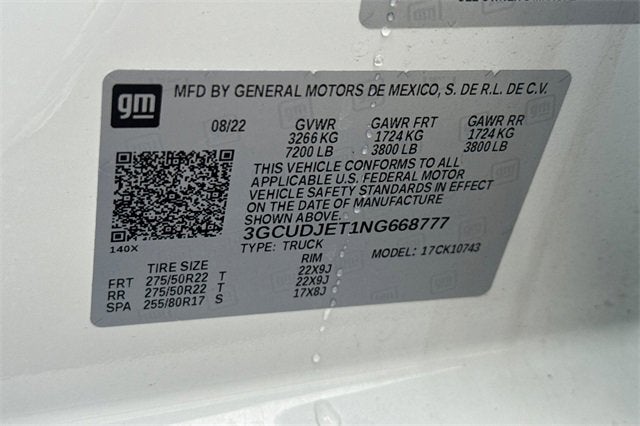 gm
MFD BY GENERAL MOTORS DE MEXICO, S. DE R.L. DE C.V.
08/22 GVWR GAWR FRT GAWR RR
3266 KG 1724 KG 1724 KG
7200 LB 3800 LB 3800 LB
THIS VEHICLE CONFORMS TO ALL
APPLICABLE U.S. FEDERAL MOTOR
VEHICLE SAFETY STANDARDS IN EFFECT
ON THE DATE OF MANUFACTURE
SHOWN ABOVE.
3GCUDJET1NG668777
140X
TYPE: TRUCK MODEL: 17CK10743
TIRE SIZE RIM
FRT 275/50R22 T 22X9J
RR 275/50R22 T 22X9J
SPA 255/80R17 S 17X8J